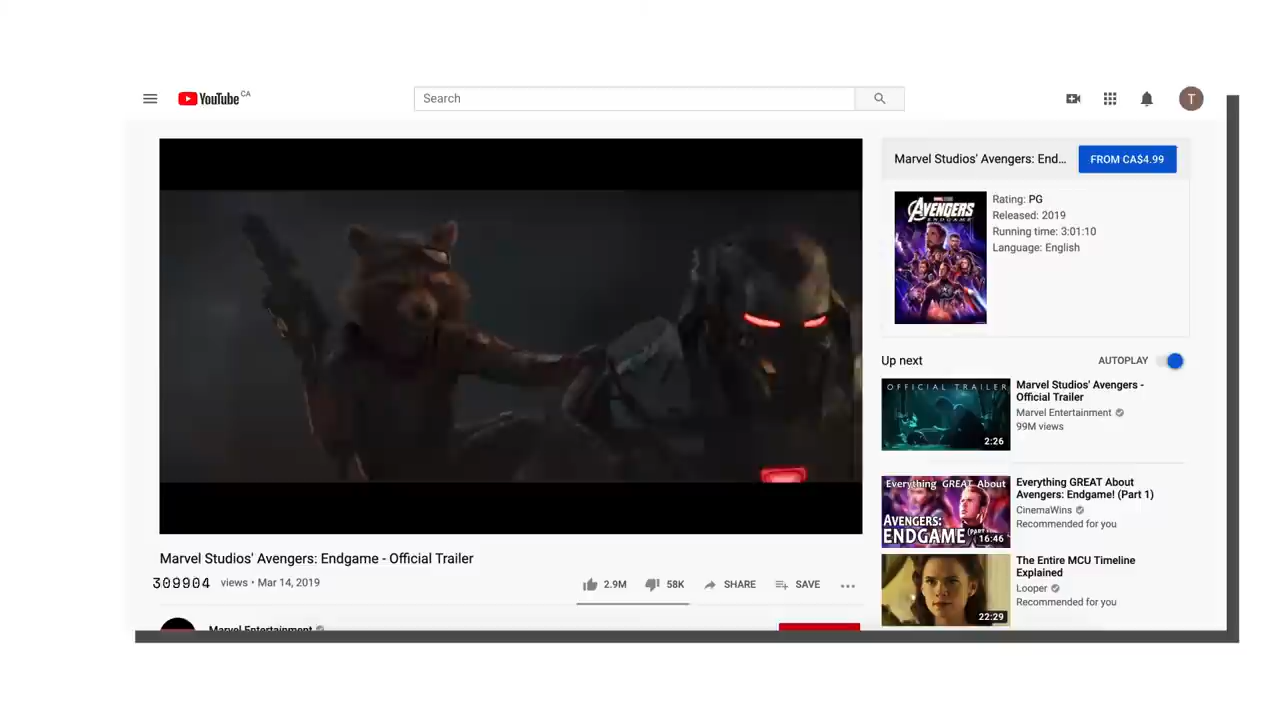 YouTube CA
Search
T
Marvel Studios' Avengers: End...
FROM CA$4.99
AVENGERS
ENDGAME
Rating: PG
Released: 2019
Running time: 3:01:10
Language: English
Up next
AUTOPLAY
OFFICIAL TRAILER
2:26
Marvel Studios' Avengers -
Official Trailer
Marvel Entertainment
99M views
Everything GREAT About
AVENGERS:
ENDGAME
16:46
Everything GREAT About
Avengers: Endgame! (Part 1)
CinemaWins
Recommended for you
22:29
The Entire MCU Timeline
Explained
Looper
Recommended for you
Marvel Studios' Avengers: Endgame - Official Trailer
309904 views • Mar 14, 2019
2.9M
58K
SHARE
SAVE
Marvel Entertainment